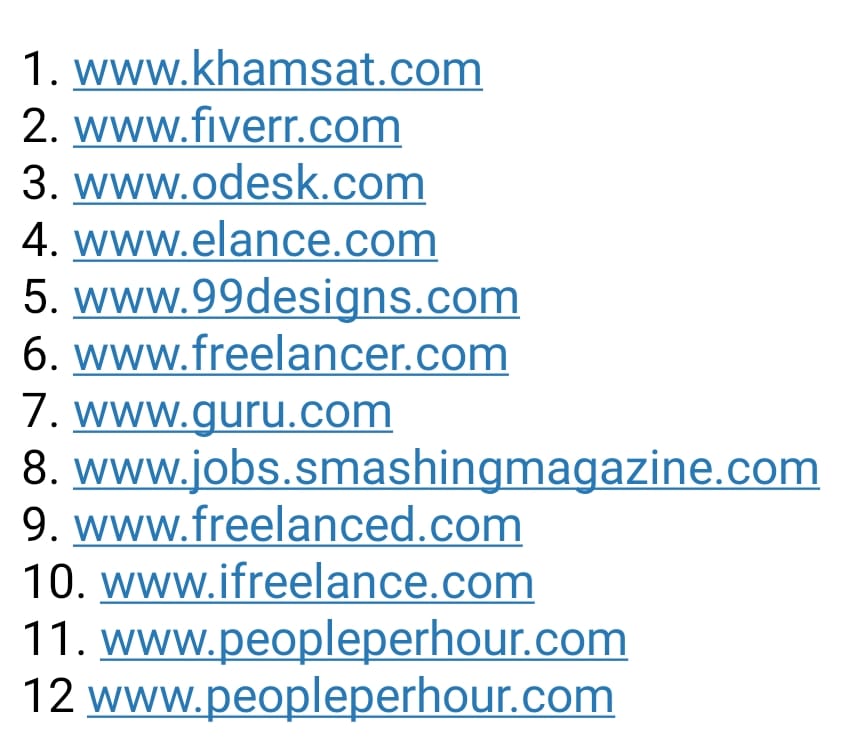 1. www.khamsat.com
2. www.fiverr.com
3. www.odesk.com
4. www.elance.com
5. www.99designs.com
6. www.freelancer.com
7. www.guru.com
8. www.jobs.smashingmagazine.com
9. www.freelanced.com
10. www.ifreelance.com
11. www.peopleperhour.com
12 www.peopleperhour.com